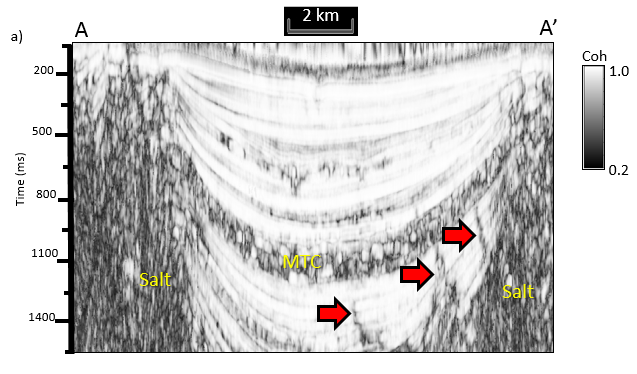 2 km
A
A’
a)
Coh
1.0
0.2
Time (ms)
200
500
800
1100
1400
MTC
Salt
Salt